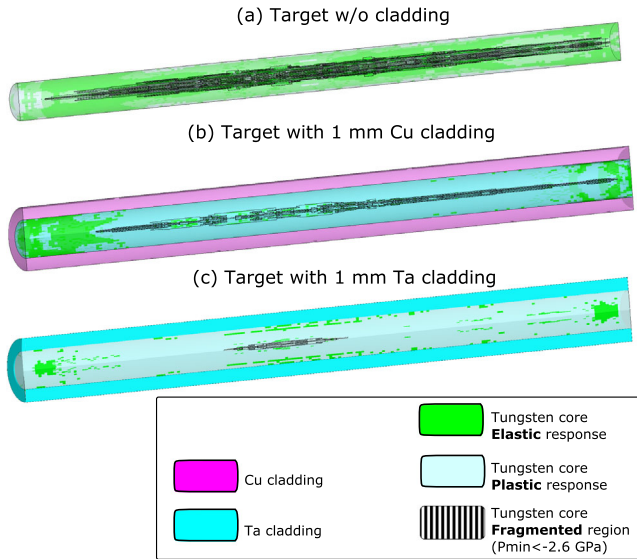 (a) Target w/o cladding
(b) Target with 1 mm Cu cladding
(c) Target with 1 mm Ta cladding
Cu cladding
Ta cladding
Tungsten core
Elastic response
Tungsten core
Plastic response
Tungsten core
Fragmented region
(Pmin<-2.6 GPa)